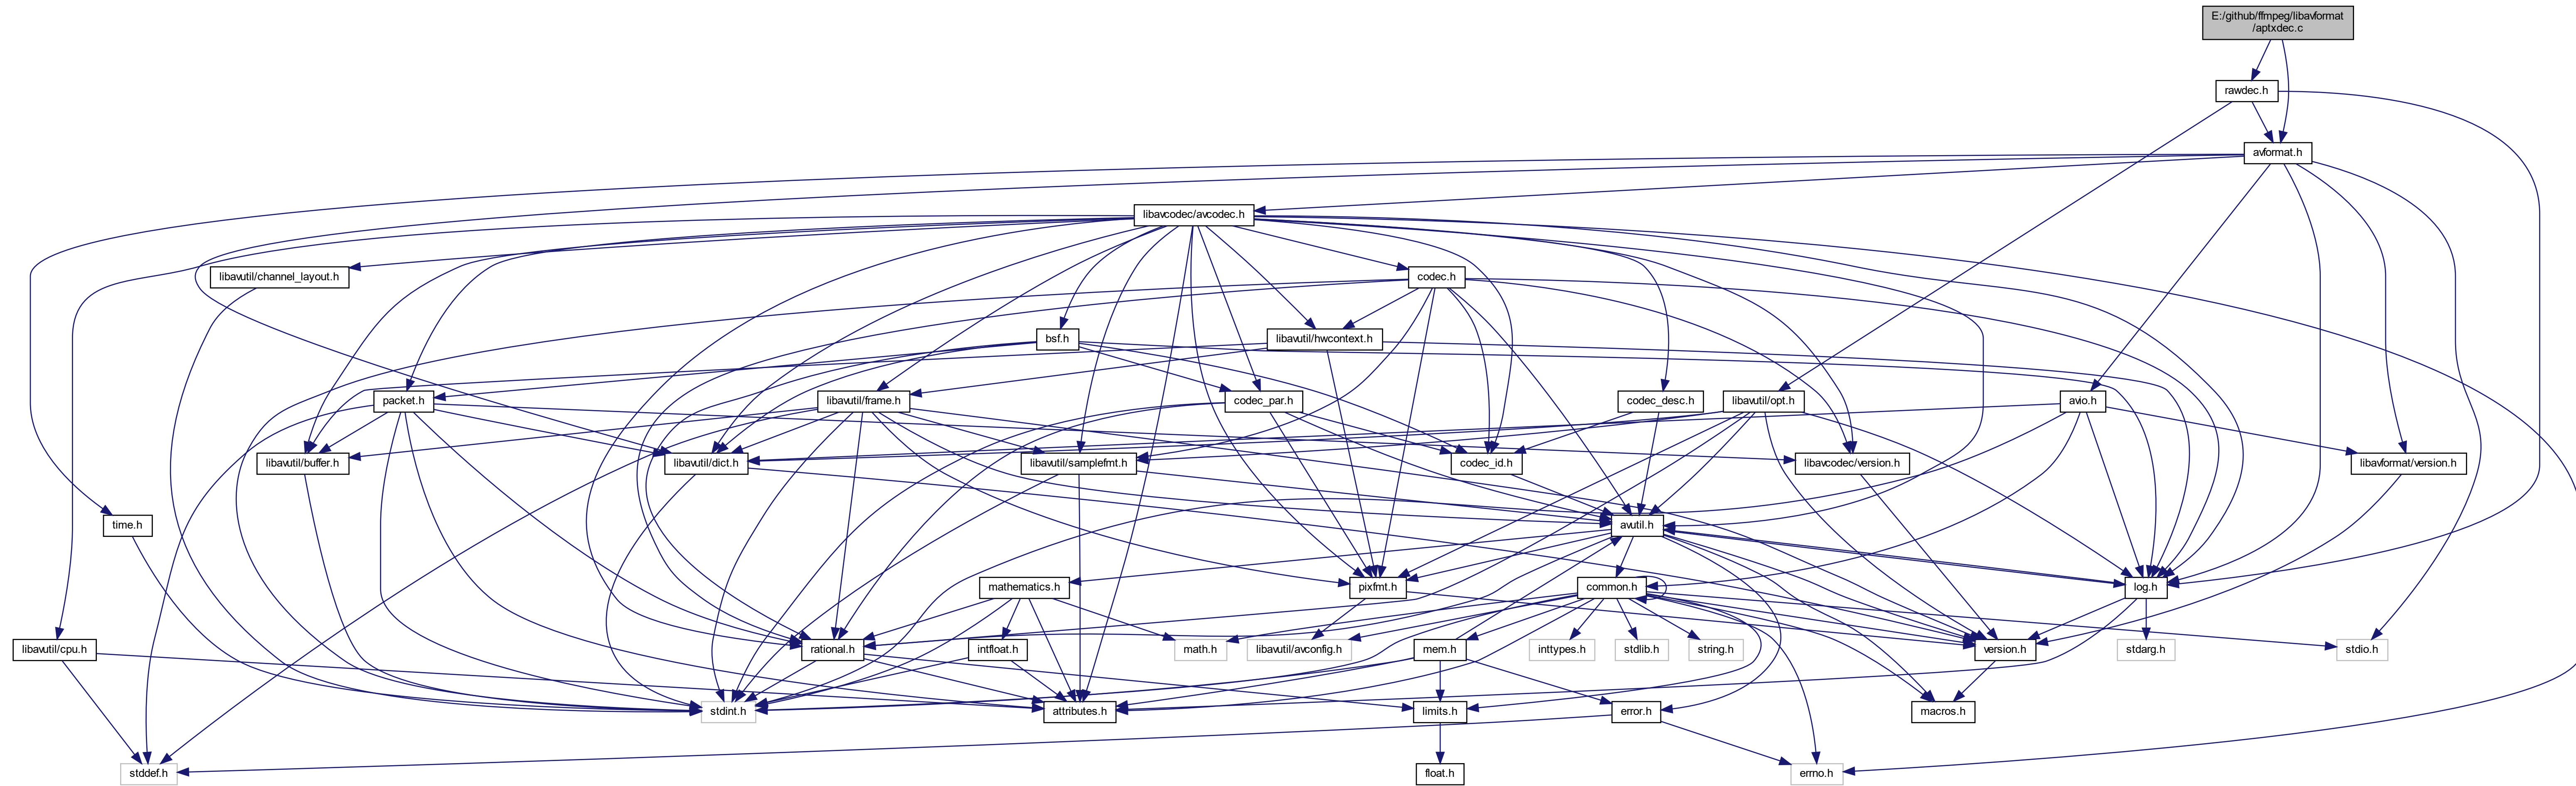 E:/github/ffmpeg/libavformat
/aptxdec.c
rawdec.h
avformat.h
libavcodec/avcodec.h
libavutil/channel_layout.h
codec.h
bsf.h
libavutil/hwcontext.h
packet.h
libavutil/frame.h
codec_par.h
codec_desc.h
libavutil/opt.h
avio.h
libavutil/buffer.h
libavutil/dict.h
libavutil/samplefmt.h
codec_id.h
libavcodec/version.h
libavformat/version.h
time.h
avutil.h
mathematics.h
pixfmt.h
common.h
log.h
libavutil/cpu.h
rational.h
intfloat.h
math.h
libavutil/avconfig.h
mem.h
inttypes.h
stdlib.h
string.h
version.h
stdarg.h
stdio.h
stdint.h
attributes.h
limits.h
error.h
macros.h
stddef.h
float.h
errno.h